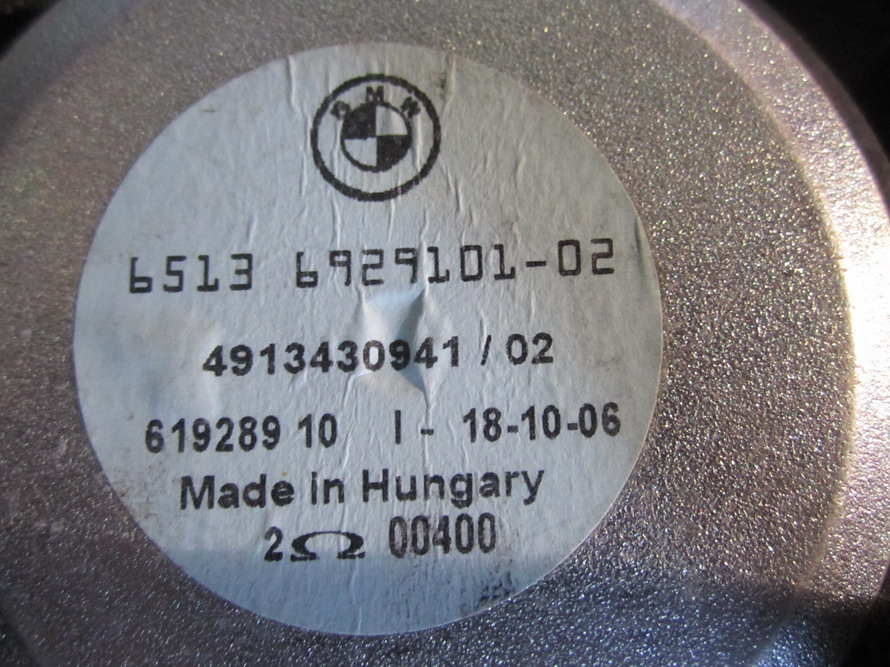 BMW
6513 6929101-02
4913430941 / 02
619289 10 I - 18-10-06
Made in Hungary
2Ω 00400